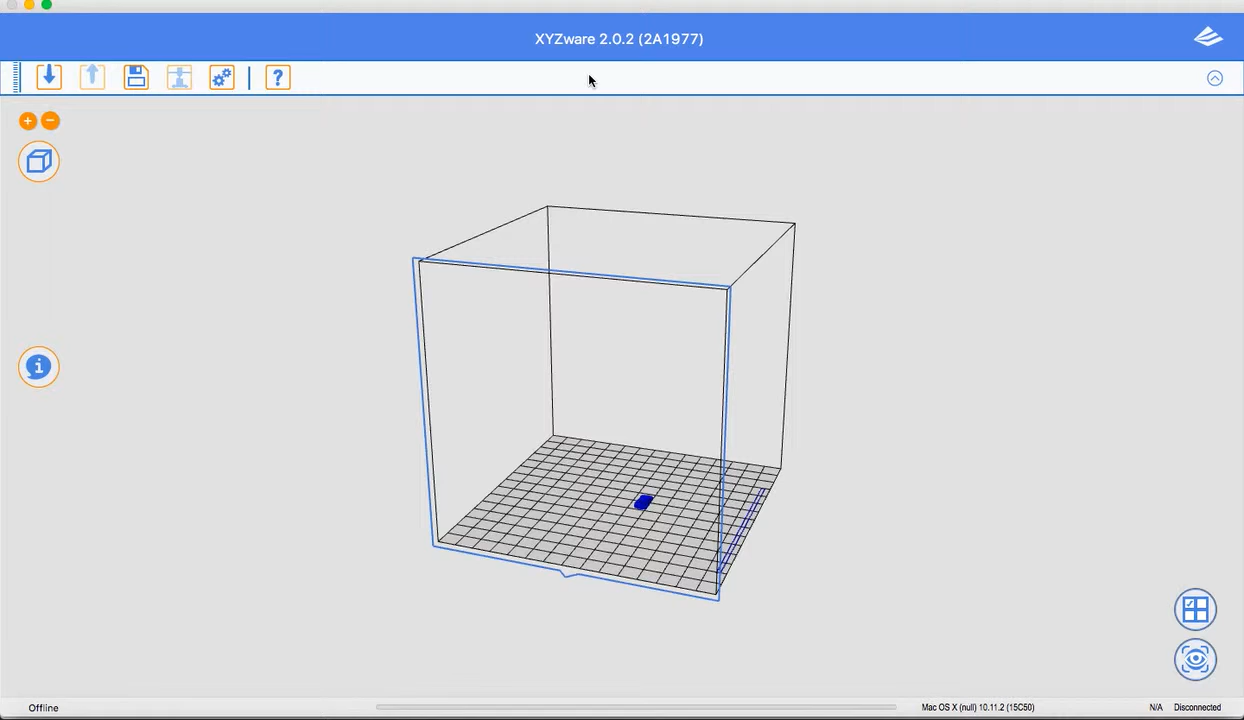 XYZware 2.0.2 (2A1977)
?
i
Offline
Mac OS X (null) 10.11.2 (15C50)
N/A
Disconnected